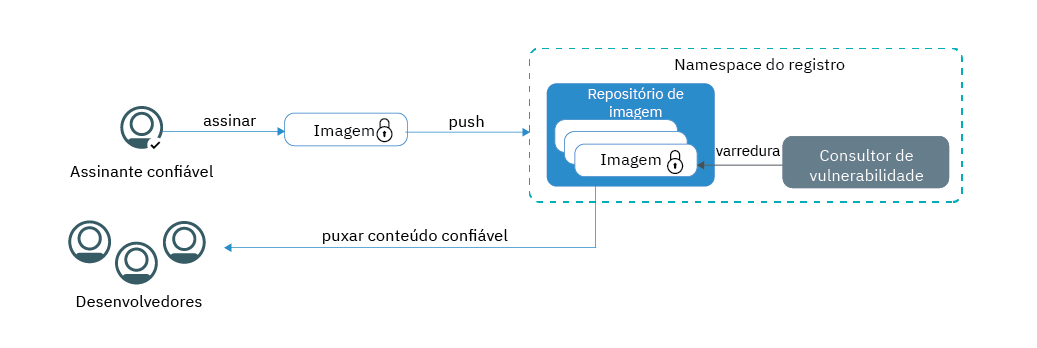 Namespace do registro
Repositório de
imagem
assinar
Imagem
push
Imagem
varredura
Consultor de
vulnerabilidade
Assinante confiável
puxar conteúdo confiável
Desenvolvedores